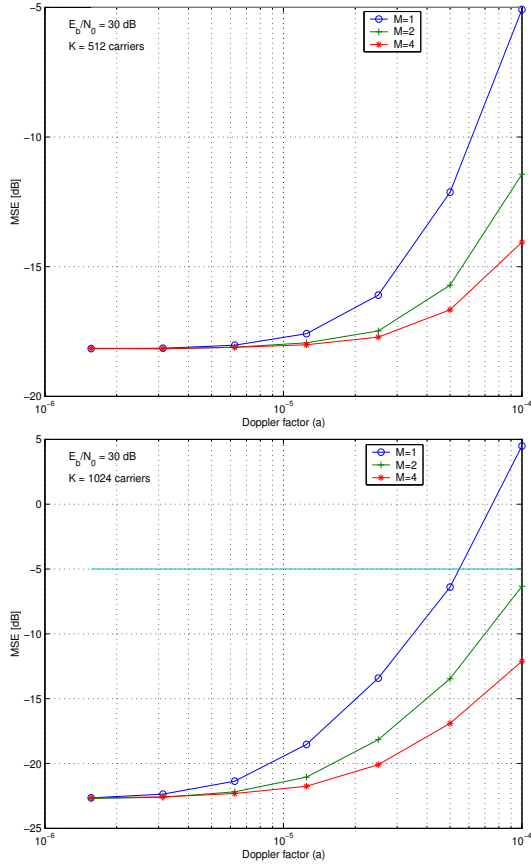 −5
E_b/N_0 = 30 dB
K = 512 carriers
M=1
M=2
M=4
−10
MSE [dB]
−15
−20
10^−6
10^−5
10^−4
Doppler factor (a)
5
E_b/N_0 = 30 dB
K = 1024 carriers
M=1
M=2
M=4
0
−5
MSE [dB]
−10
−15
−20
−25
10^−6
10^−5
10^−4
Doppler factor (a)